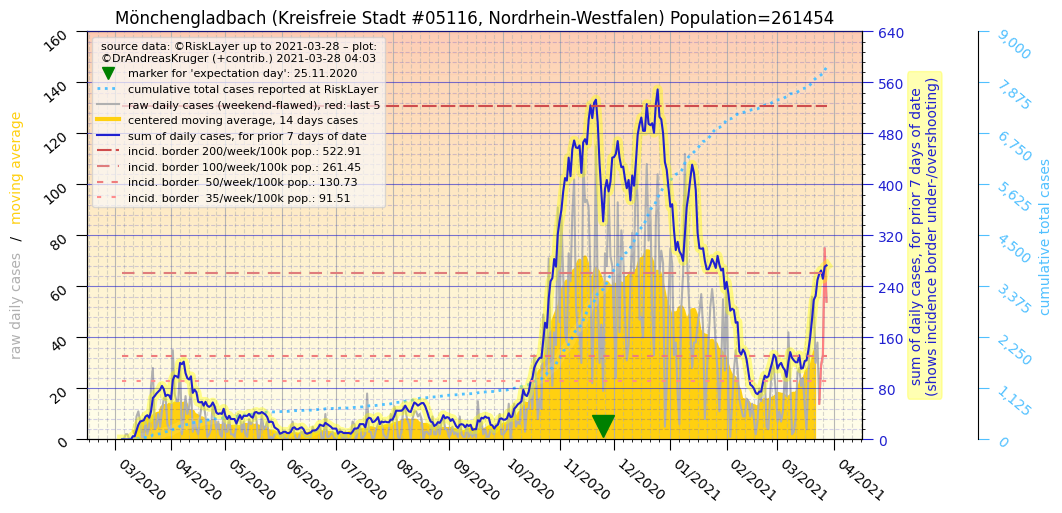 Mönchengladbach (Kreisfreie Stadt #05116, Nordrhein-Westfalen) Population=261454
source data: ©RiskLayer up to 2021-03-28 – plot:
©DrAndreasKruger (+contrib.) 2021-03-28 04:03
marker for 'expectation day': 25.11.2020
cumulative total cases reported at RiskLayer
raw daily cases (weekend-flawed), red: last 5
centered moving average, 14 days cases
sum of daily cases, for prior 7 days of date
incid. border 200/week/100k pop.: 522.91
incid. border 100/week/100k pop.: 261.45
incid. border 50/week/100k pop.: 130.73
incid. border 35/week/100k pop.: 91.51
raw daily cases / moving average
160
140
120
100
80
60
40
20
0
03/2020
04/2020
05/2020
06/2020
07/2020
08/2020
09/2020
10/2020
11/2020
12/2020
01/2021
02/2021
03/2021
04/2021
640
560
480
400
320
240
160
80
0
sum of daily cases, for prior 7 days of date
(shows incidence border under-/overshooting)
9,000
7,875
6,750
5,625
4,500
3,375
2,250
1,125
0
cumulative total cases